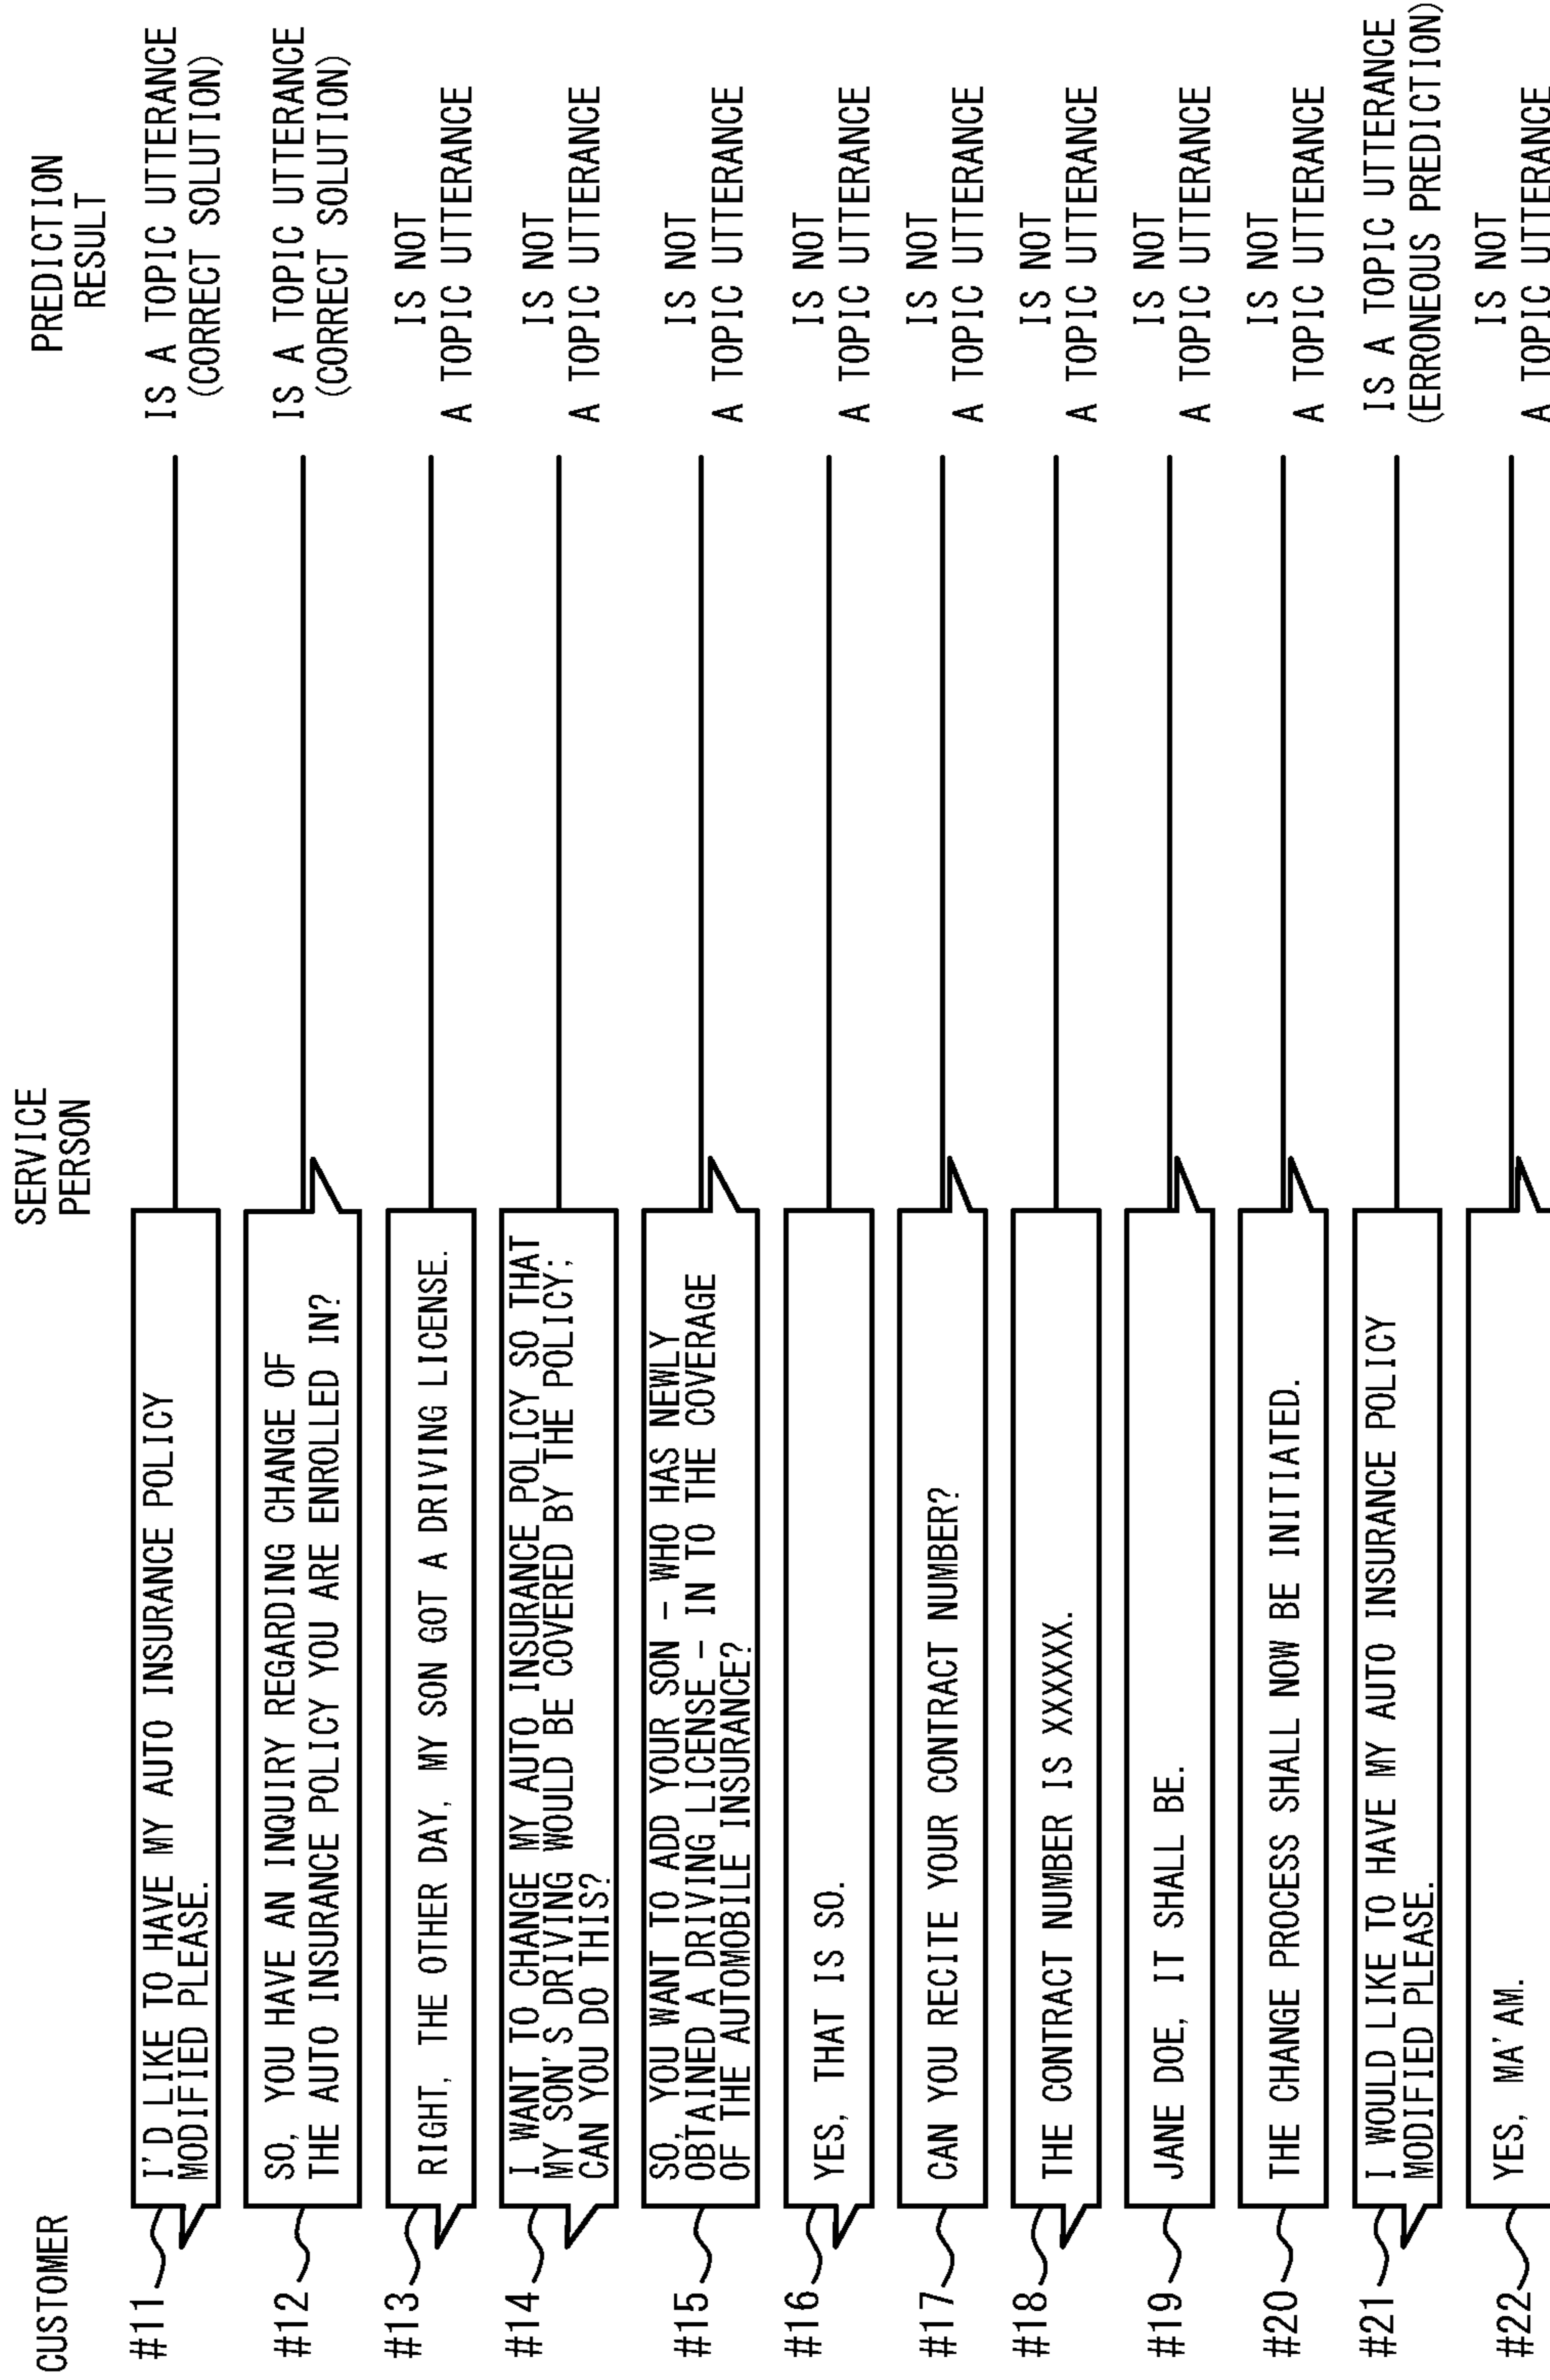 CUSTOMER
SERVICE
PERSON
PREDICTION
RESULT
#11
I'D LIKE TO HAVE MY AUTO INSURANCE POLICY
MODIFIED PLEASE.
IS A TOPIC UTTERANCE
(CORRECT SOLUTION)
#12
SO, YOU HAVE AN INQUIRY REGARDING CHANGE OF
THE AUTO INSURANCE POLICY YOU ARE ENROLLED IN?
IS A TOPIC UTTERANCE
(CORRECT SOLUTION)
#13
RIGHT, THE OTHER DAY, MY SON GOT A DRIVING LICENSE.
IS NOT
A TOPIC UTTERANCE
#14
I WANT TO CHANGE MY AUTO INSURANCE POLICY SO THAT
MY SON'S DRIVING WOULD BE COVERED BY THE POLICY;
CAN YOU DO THIS?
IS NOT
A TOPIC UTTERANCE
#15
SO, YOU WANT TO ADD YOUR SON - WHO HAS NEWLY
OBTAINED A DRIVING LICENSE - IN TO THE COVERAGE
OF THE AUTOMOBILE INSURANCE?
IS NOT
A TOPIC UTTERANCE
#16
YES, THAT IS SO.
IS NOT
A TOPIC UTTERANCE
#17
CAN YOU RECITE YOUR CONTRACT NUMBER?
IS NOT
A TOPIC UTTERANCE
#18
THE CONTRACT NUMBER IS XXXXXX.
IS NOT
A TOPIC UTTERANCE
#19
JANE DOE, IT SHALL BE.
IS NOT
A TOPIC UTTERANCE
#20
THE CHANGE PROCESS SHALL NOW BE INITIATED.
IS NOT
A TOPIC UTTERANCE
#21
I WOULD LIKE TO HAVE MY AUTO INSURANCE POLICY
MODIFIED PLEASE.
IS A TOPIC UTTERANCE
(ERRONEOUS PREDICTION)
#22
YES, MA'AM.
IS NOT
A TOPIC UTTERANCE